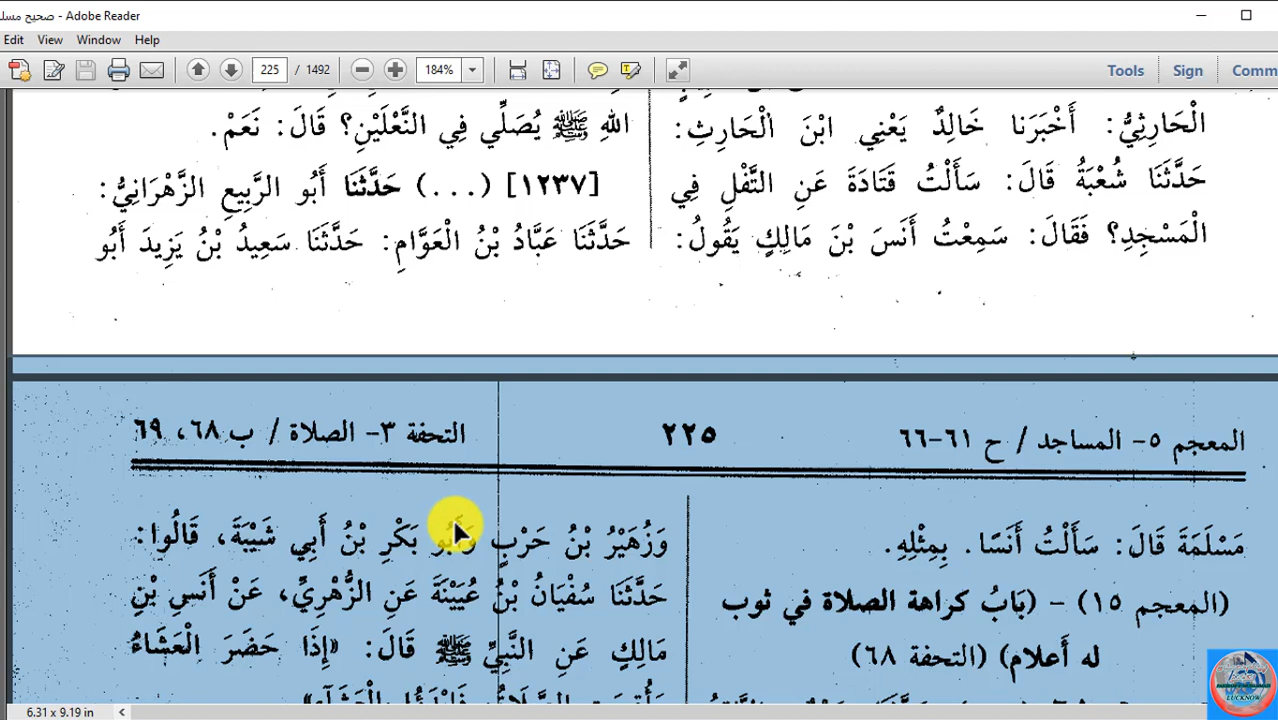 صحيح مسل - Adobe Reader
Edit View Window Help
225 / 1492 184% Tools Sign Comm
الْحَارِثِيُّ: أَخْبَرَنا خَالِدٌ يَعْنِي ابْنَ الْحَارِثِ:
حَدَّثَنَا شُعْبَةُ قَالَ: سَأَلْتُ قَتَادَةَ عَنِ التَّفْلِ فِي
الْمَسْجِدِ؟ فَقَالَ: سَمِعْتُ أَنَسَ بْنَ مَالِكٍ يَقُولُ:
اللهِ ﷺ يُصَلِّي فِي النَّعْلَيْنِ؟ قَالَ: نَعَمْ.
[١٢٣٧] (...) حَدَّثَنَا أَبُو الرَّبِيعِ الزَّهْرَانِيُّ:
حَدَّثَنَا عَبَّادُ بْنُ الْعَوَّامِ: حَدَّثَنَا سَعِيدُ بْنُ يَزِيدَ أَبُو
المعجم ٥- المساجد / ح ٦١-٦٦ ٢٢٥ التحفة ٣- الصلاة / ب ٦٨، ٦٩
مَسْلَمَةَ قَالَ: سَأَلْتُ أَنَسًا. بِمِثْلِهِ.
(المعجم ١٥) - (بَابُ كراهة الصلاة في ثوب
له أعلام) (التحفة ٦٨)
وَزُهَيْرُ بْنُ حَرْبٍ وَأَبُو بَكْرِ بْنُ أَبِي شَيْبَةَ، قَالُوا:
حَدَّثَنَا سُفْيَانُ بْنُ عُيَيْنَةَ عَنِ الزُّهْرِيِّ، عَنْ أَنَسِ بْنِ
مَالِكٍ عَنِ النَّبِيِّ ﷺ قَالَ: «إِذَا حَضَرَ الْعَشَاءُ
6.31 x 9.19 in
LUCKNOW